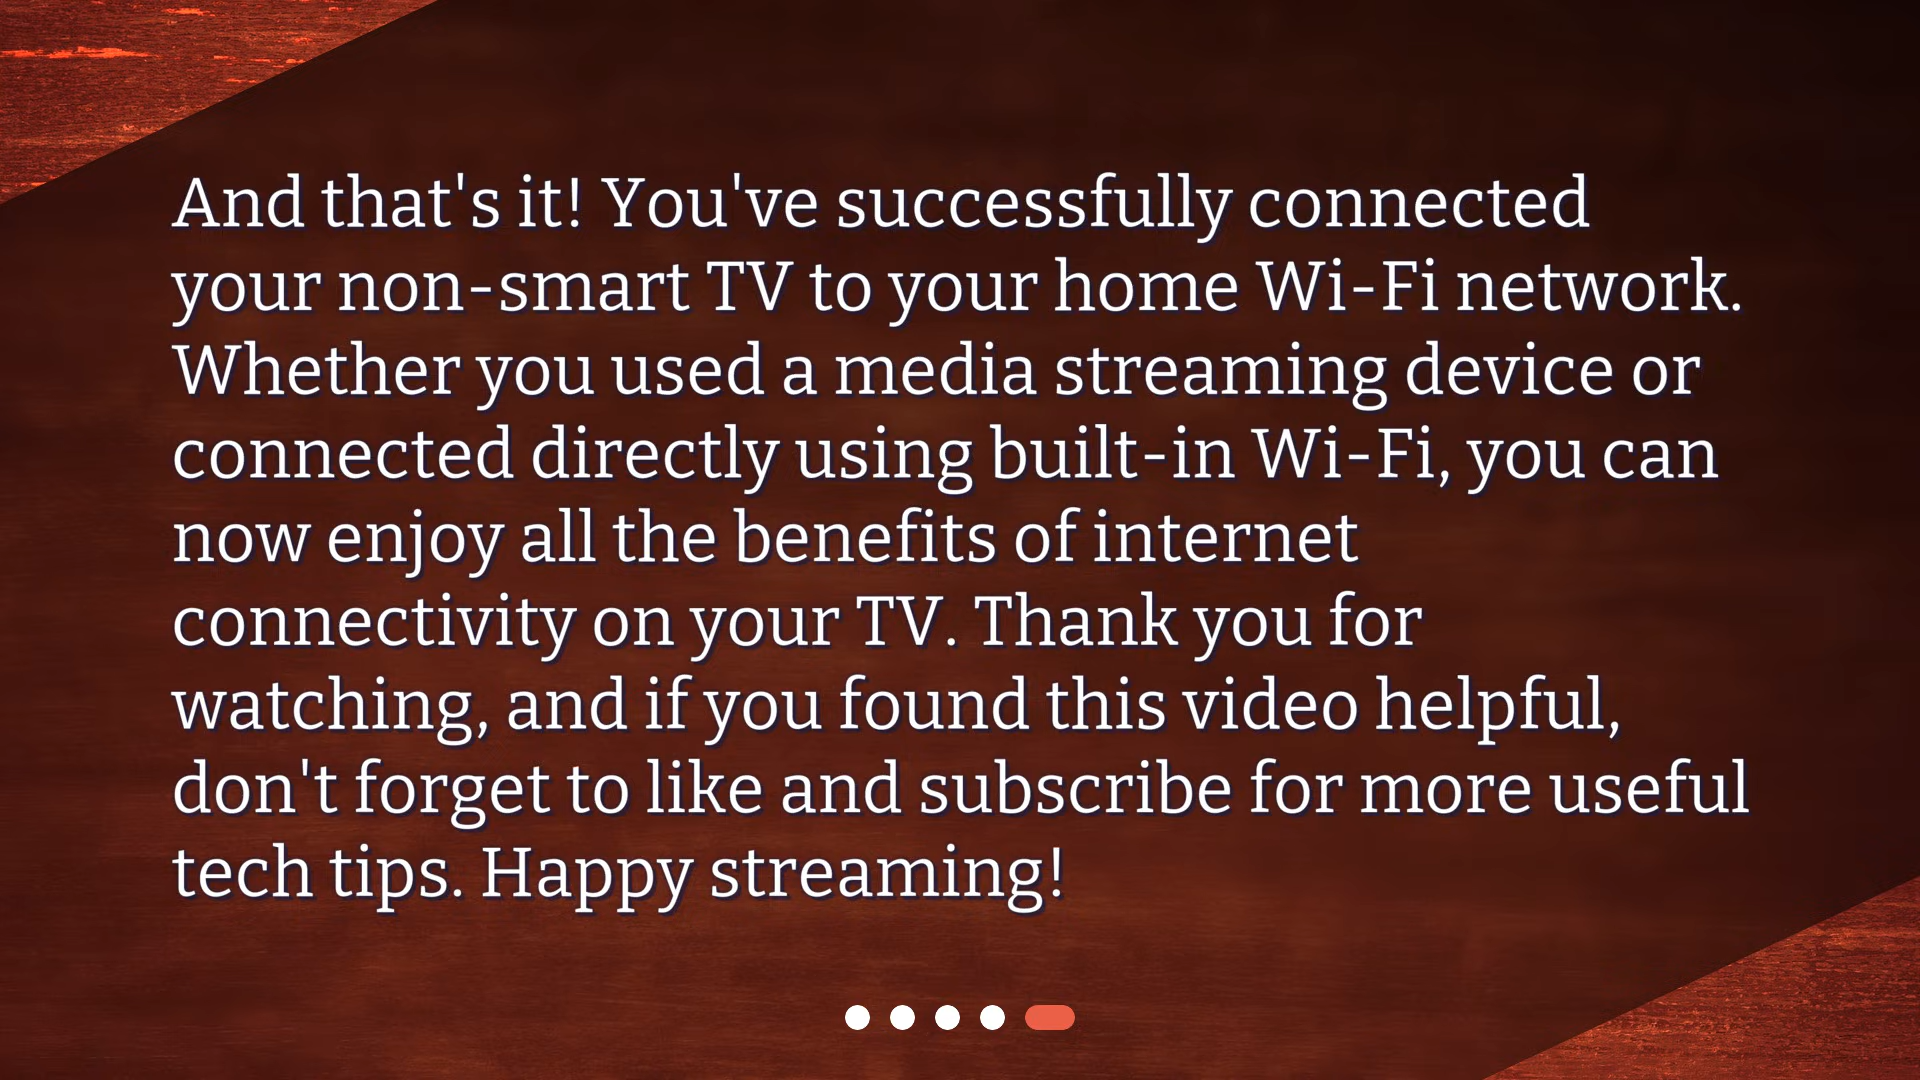 And that's it! You've successfully connected
your non-smart TV to your home Wi-Fi network.
Whether you used a media streaming device or
connected directly using built-in Wi-Fi, you can
now enjoy all the benefits of internet
connectivity on your TV. Thank you for
watching, and if you found this video helpful,
don't forget to like and subscribe for more useful
tech tips. Happy streaming!